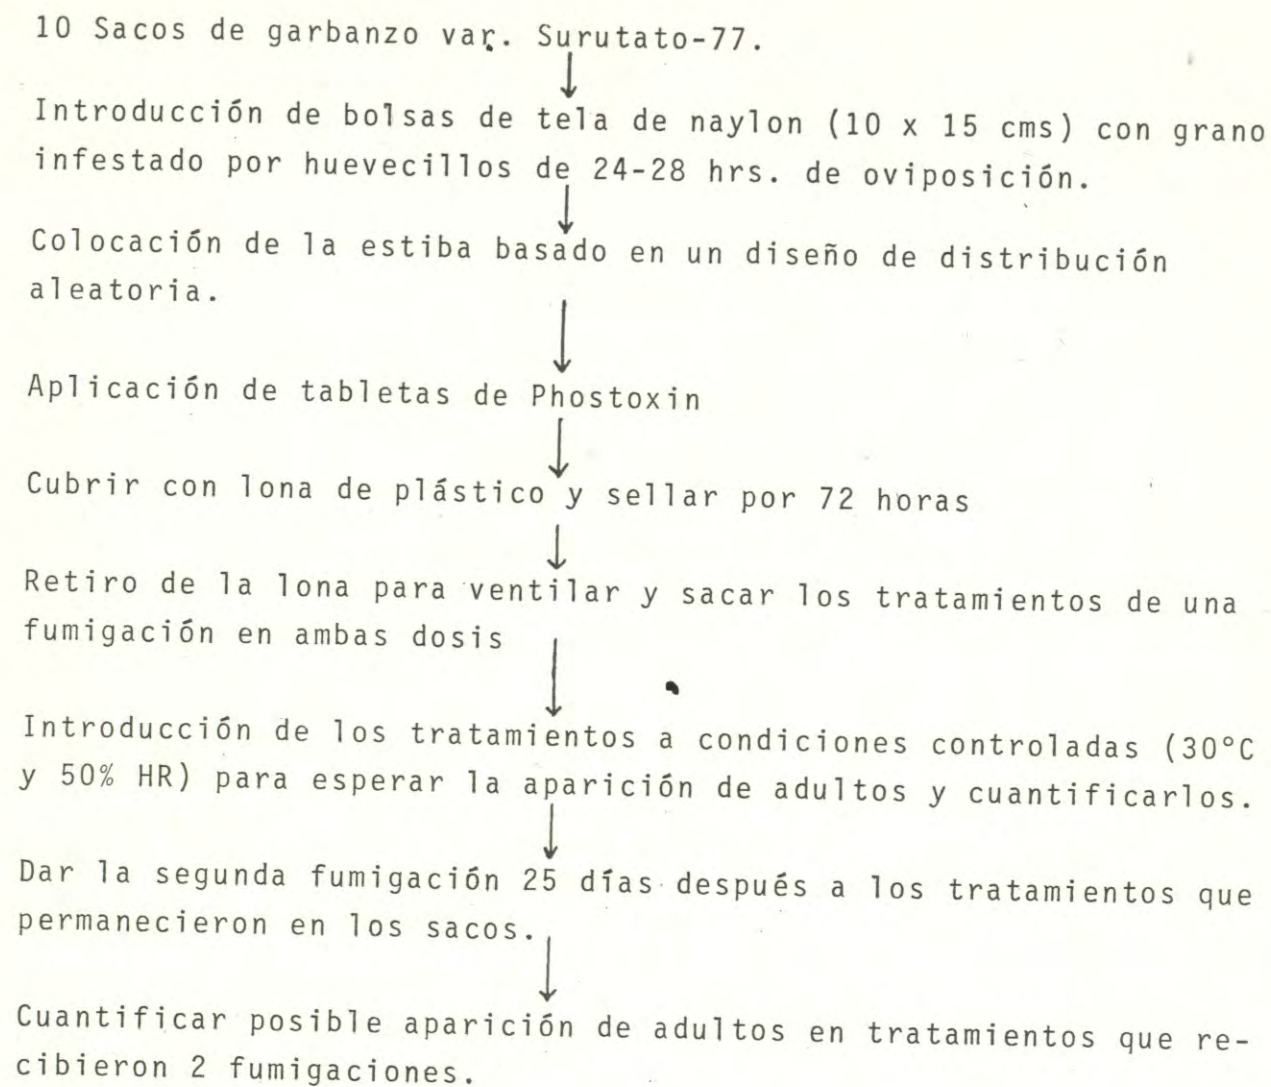 10 Sacos de garbanzo var. Surutato-77.
Introducción de bolsas de tela de naylon (10 x 15 cms) con grano
infestado por huevecillos de 24-28 hrs. de oviposición.
Colocación de la estiba basado en un diseño de distribución
aleatoria.
Aplicación de tabletas de Phostoxin
Cubrir con lona de plástico y sellar por 72 horas
Retiro de la lona para ventilar y sacar los tratamientos de una
fumigación en ambas dosis
Introducción de los tratamientos a condiciones controladas (30°C
y 50% HR) para esperar la aparición de adultos y cuantificarlos.
Dar la segunda fumigación 25 días después a los tratamientos que
permanecieron en los sacos.
Cuantificar posible aparición de adultos en tratamientos que re-
cibieron 2 fumigaciones.